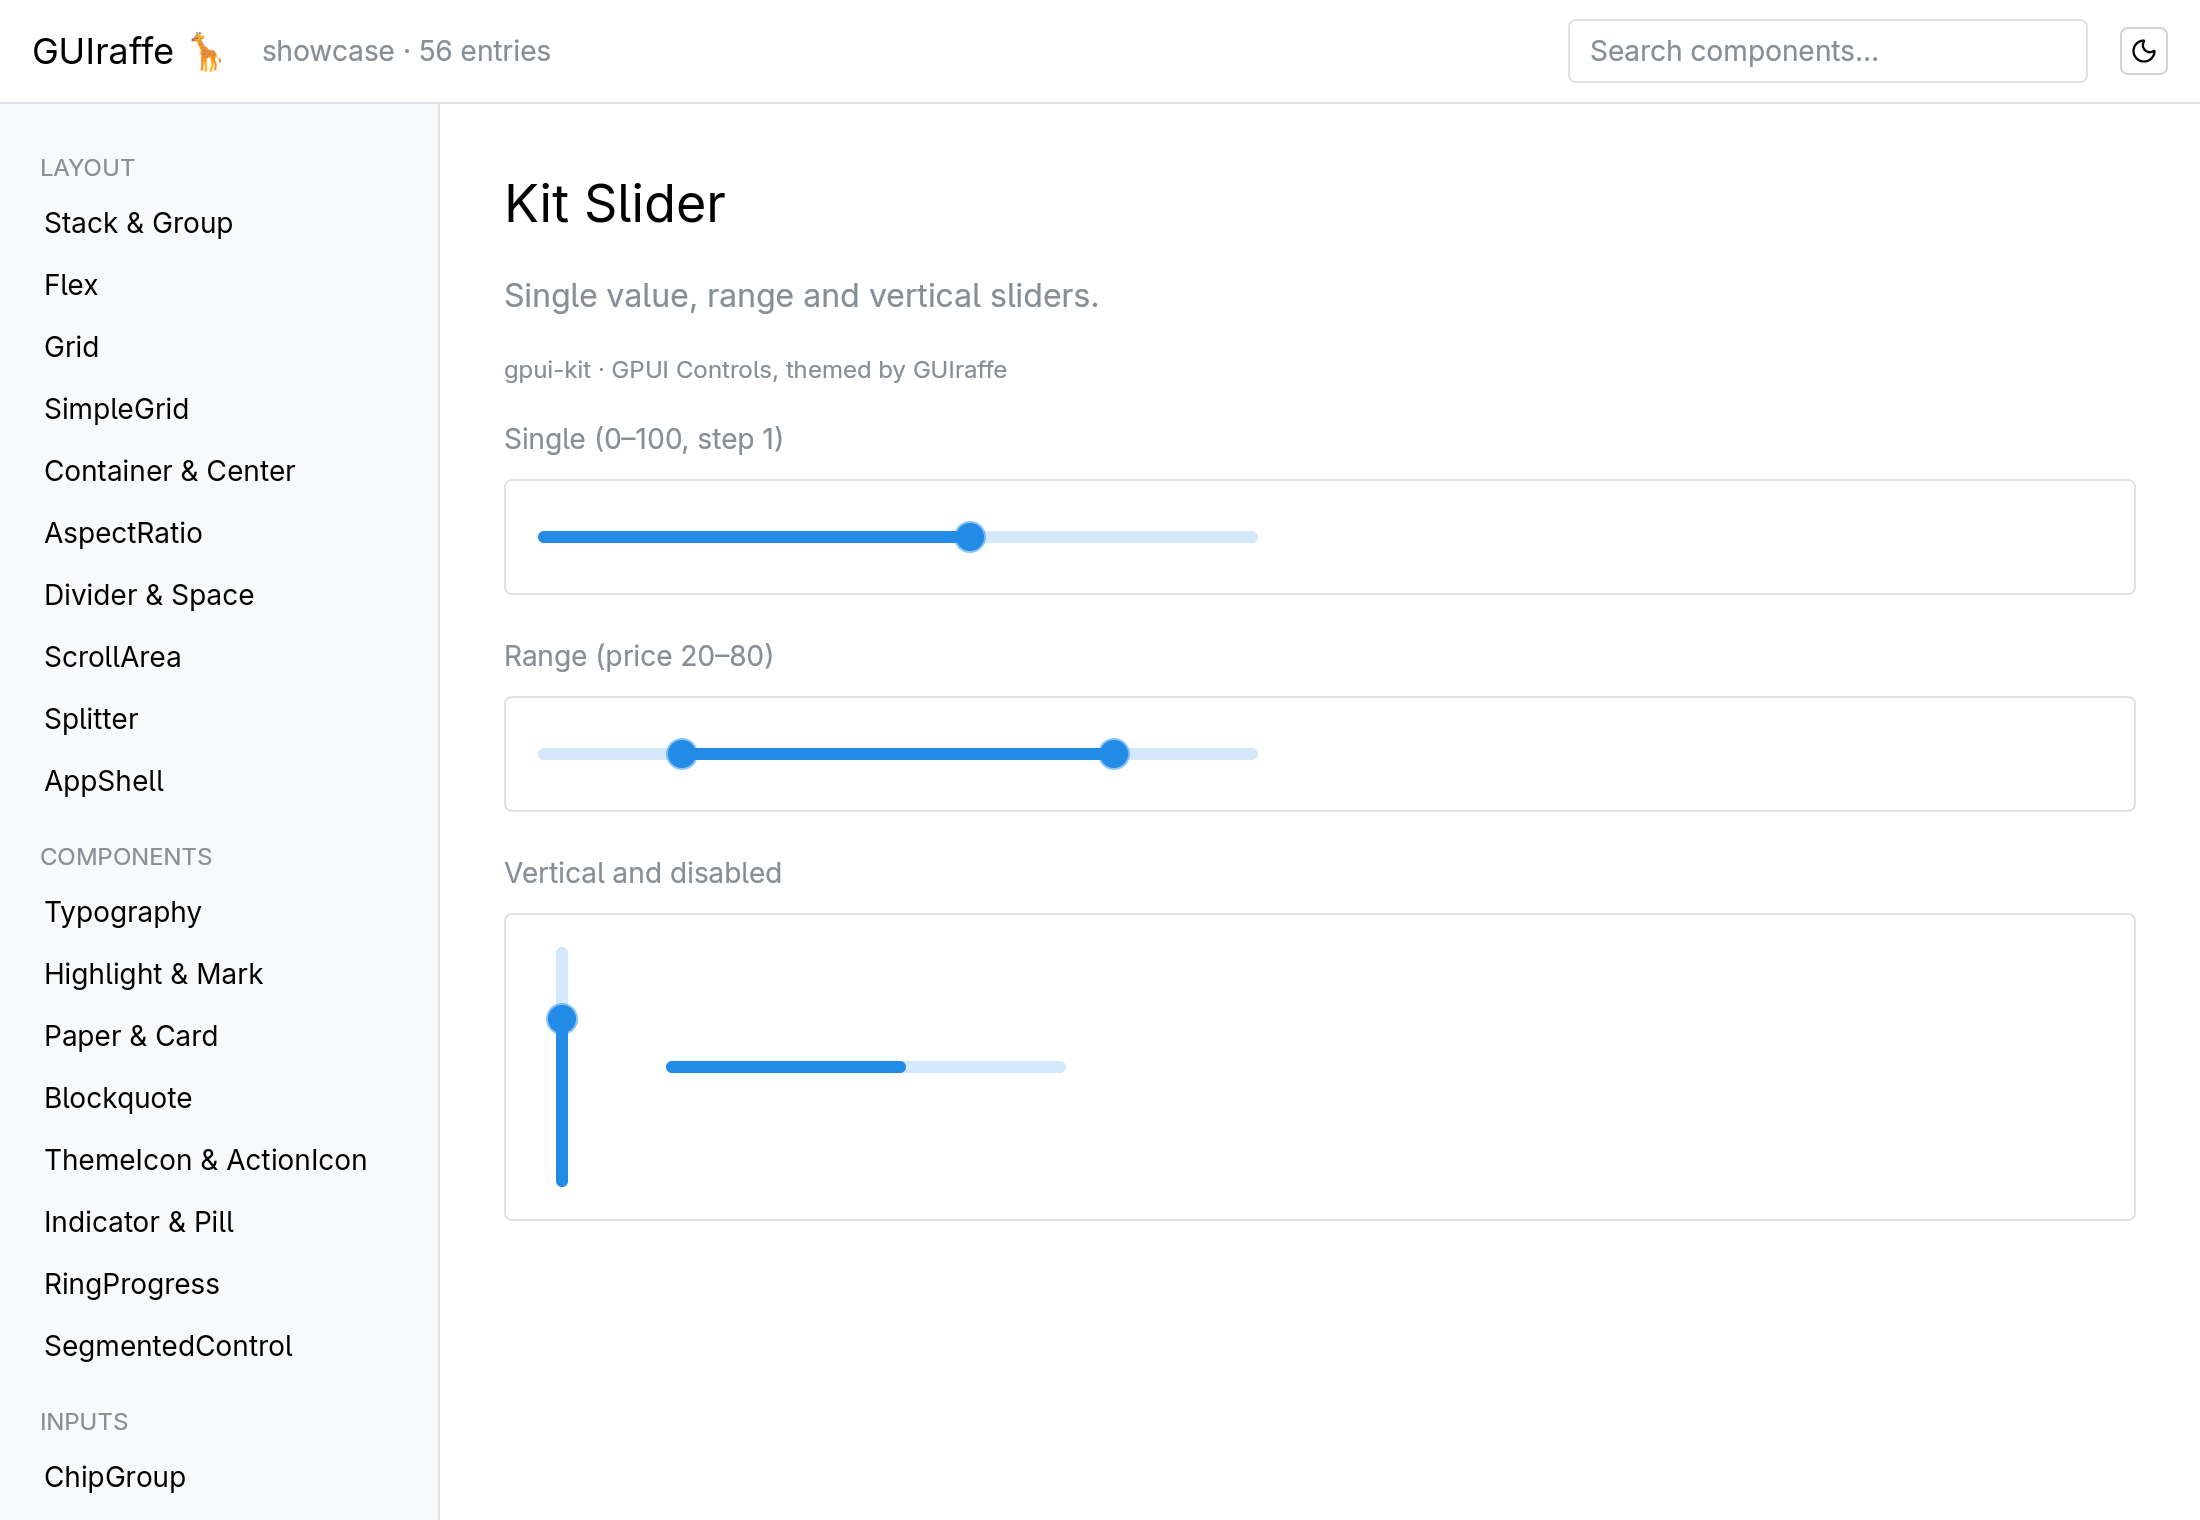 GUIraffe 🦒 showcase · 56 entries Search components...
LAYOUT
Stack & Group
Flex
Grid
SimpleGrid
Container & Center
AspectRatio
Divider & Space
ScrollArea
Splitter
AppShell
COMPONENTS
Typography
Highlight & Mark
Paper & Card
Blockquote
ThemeIcon & ActionIcon
Indicator & Pill
RingProgress
SegmentedControl
INPUTS
ChipGroup
Kit Slider
Single value, range and vertical sliders.
gpui-kit · GPUI Controls, themed by GUIraffe
Single (0–100, step 1)
Range (price 20–80)
Vertical and disabled